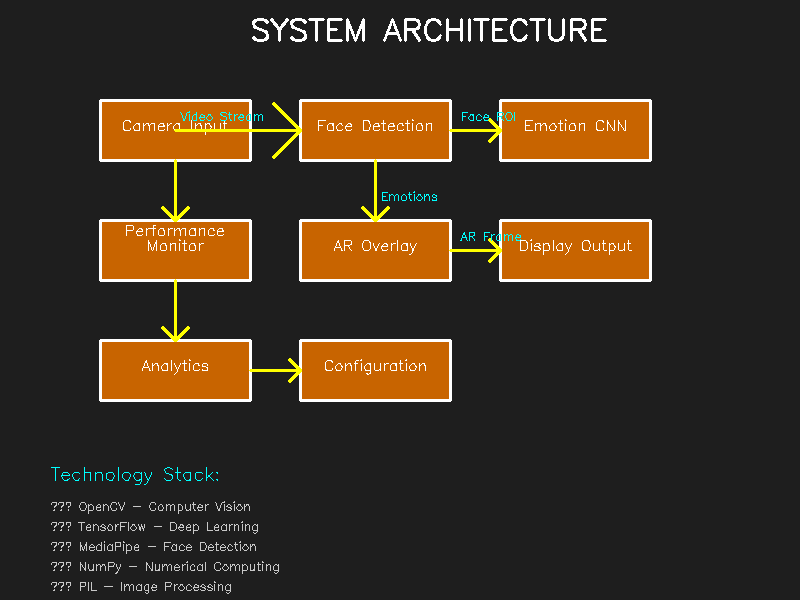 SYSTEM ARCHITECTURE
Video Stream
Camera Input
Face Detection
Face ROI
Emotion CNN
Emotions
Performance
Monitor
AR Overlay
AR Frame
Display Output
Analytics
Configuration
Technology Stack:
??? OpenCV - Computer Vision
??? TensorFlow - Deep Learning
??? MediaPipe - Face Detection
??? NumPy - Numerical Computing
??? PIL - Image Processing